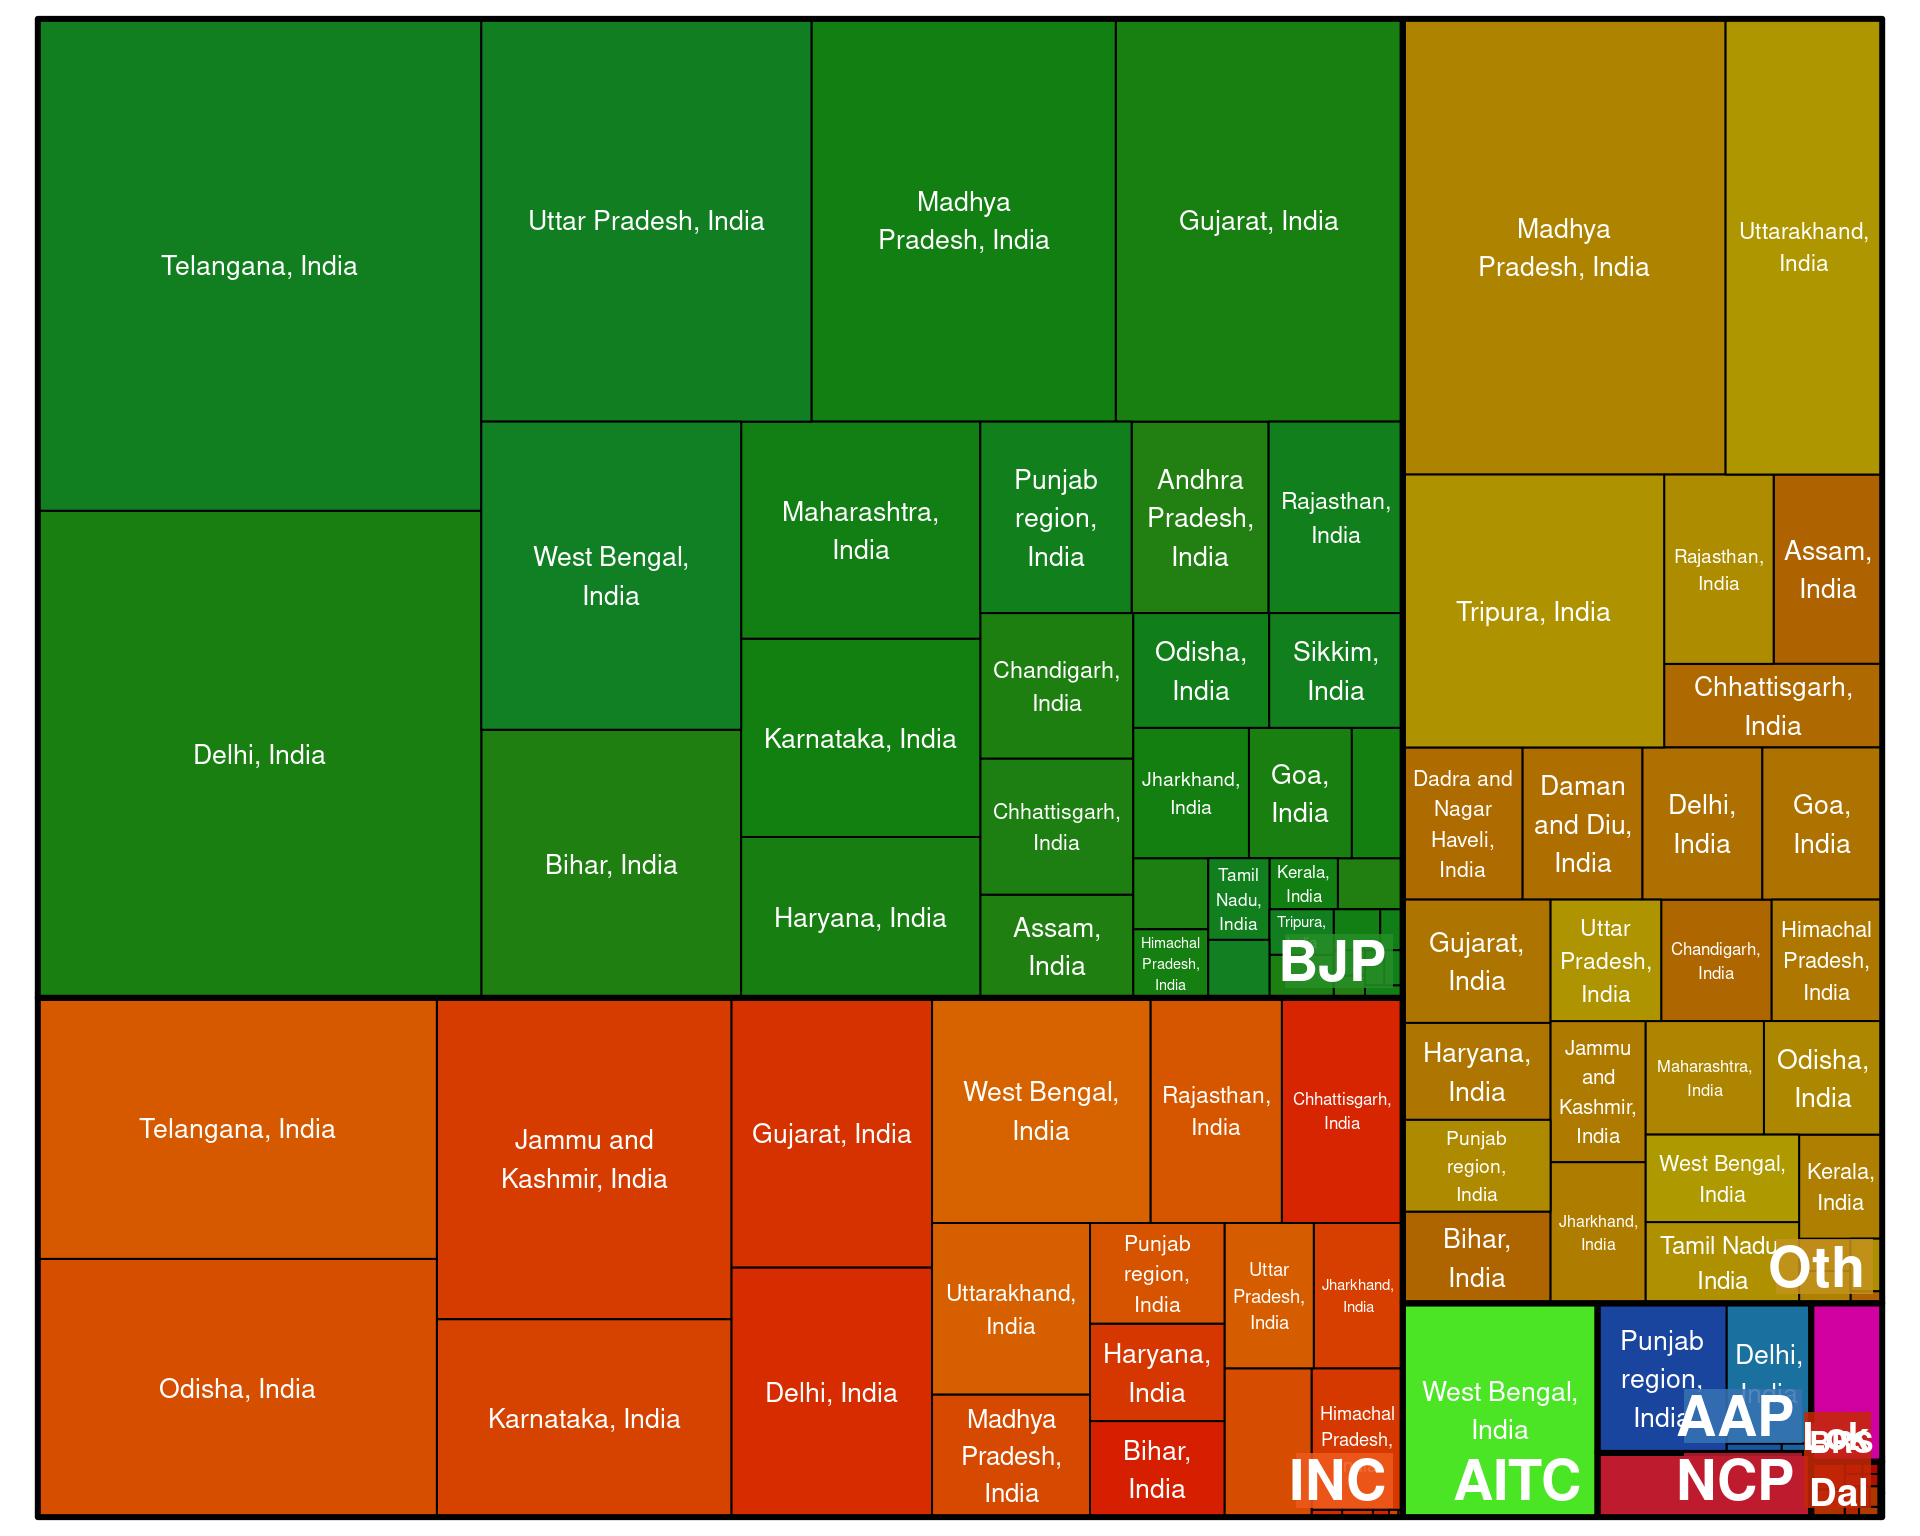 Telangana, India
Uttar Pradesh, India
Madhya
Pradesh, India
Gujarat, India
Delhi, India
West Bengal,
India
Bihar, India
Maharashtra,
India
Karnataka, India
Haryana, India
Punjab
region,
India
Andhra
Pradesh,
India
Rajasthan,
India
Chandigarh,
India
Chhattisgarh,
India
Assam,
India
Odisha,
India
Sikkim,
India
Jharkhand,
India
Goa,
India
Tamil
Nadu,
India
Kerala,
India
Himachal
Pradesh,
India
Tripura,
BJP
Madhya
Pradesh, India
Uttarakhand,
India
Tripura, India
Rajasthan,
India
Assam,
India
Chhattisgarh,
India
Dadra and
Nagar
Haveli,
India
Daman
and Diu,
India
Delhi,
India
Goa,
India
Gujarat,
India
Uttar
Pradesh,
India
Chandigarh,
India
Himachal
Pradesh,
India
Haryana,
India
Jammu
and
Kashmir,
India
Maharashtra,
India
Odisha,
India
Punjab
region,
India
West Bengal,
India
Kerala,
India
Bihar,
India
Jharkhand,
India
Tamil Nadu
India
Oth
Telangana, India
Odisha, India
Jammu and
Kashmir, India
Karnataka, India
Gujarat, India
Delhi, India
West Bengal,
India
Rajasthan,
India
Chhattisgarh,
India
Uttarakhand,
India
Madhya
Pradesh,
India
Punjab
region,
India
Haryana,
India
Bihar,
India
Uttar
Pradesh,
India
Jharkhand,
India
Himachal
Pradesh,
INC
West Bengal,
India
AITC
Punjab
region,
India
Delhi,
India
AAP
NCP
Lok
BRS
Dal